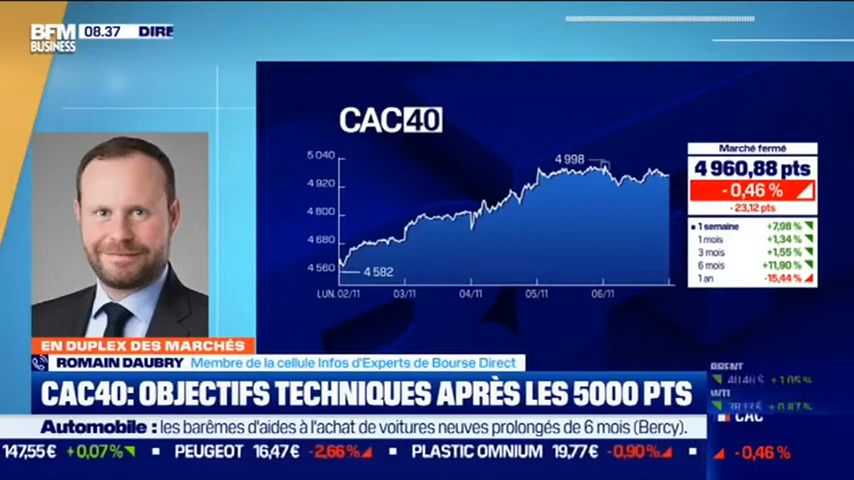 BFM
BUSINESS
08.37
DIRE
CAC40
5 040
4 920
4 800
4 680
4 560
4 998
4 582
LUN. 02/11
03/11
04/11
05/11
06/11
Marché fermé
4 960,88 pts
- 0,46 %
- 23,12 pts
1 semaine +7,98 %
1 mois +1,34 %
3 mois +1,55 %
6 mois +11,90 %
1 an -15,44 %
EN DUPLEX DES MARCHÉS
ROMAIN DAUBRY Membre de la cellule Infos d'Experts de Bourse Direct
CAC40: OBJECTIFS TECHNIQUES APRÈS LES 5000 PTS
BRENT
WTI
CAC
- 0,46 %
Automobile : les barêmes d'aides à l'achat de voitures neuves prolongés de 6 mois (Bercy).
147,55€ +0,07% PEUGEOT 16,47€ -2,66% PLASTIC OMNIUM 19,77€ -0,90%